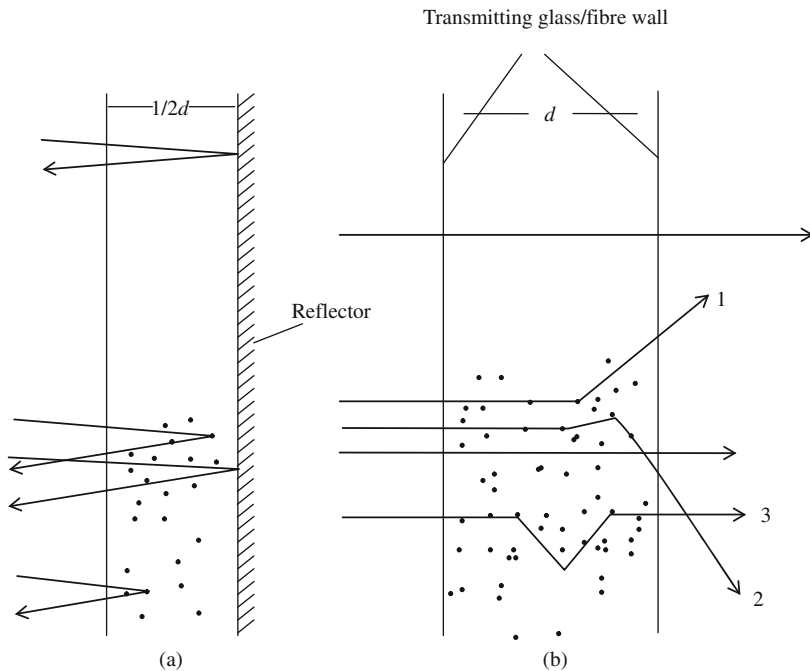 Transmitting glass/fibre wall
1/2d
d
Reflector
1
3
2
(a)
(b)